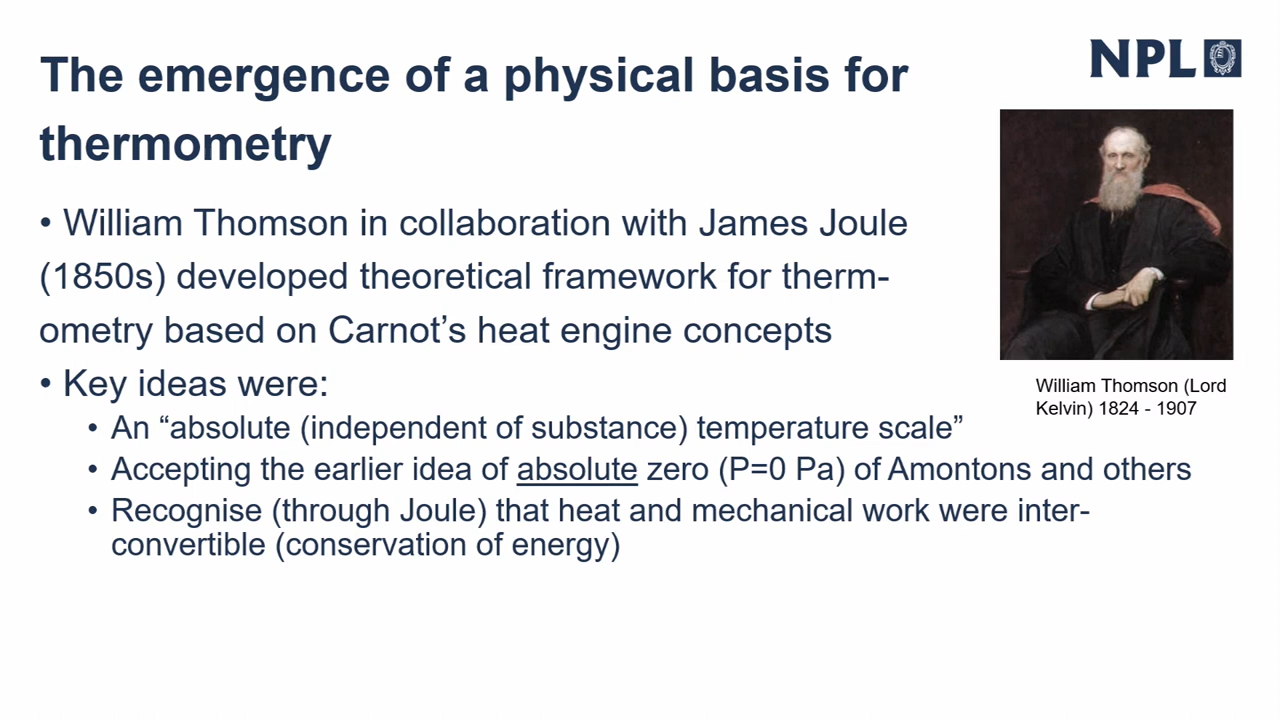 The emergence of a physical basis for
thermometry
NPL
• William Thomson in collaboration with James Joule
(1850s) developed theoretical framework for therm-
ometry based on Carnot’s heat engine concepts
• Key ideas were:
• An “absolute (independent of substance) temperature scale”
• Accepting the earlier idea of absolute zero (P=0 Pa) of Amontons and others
• Recognise (through Joule) that heat and mechanical work were inter-
convertible (conservation of energy)
William Thomson (Lord
Kelvin) 1824 - 1907